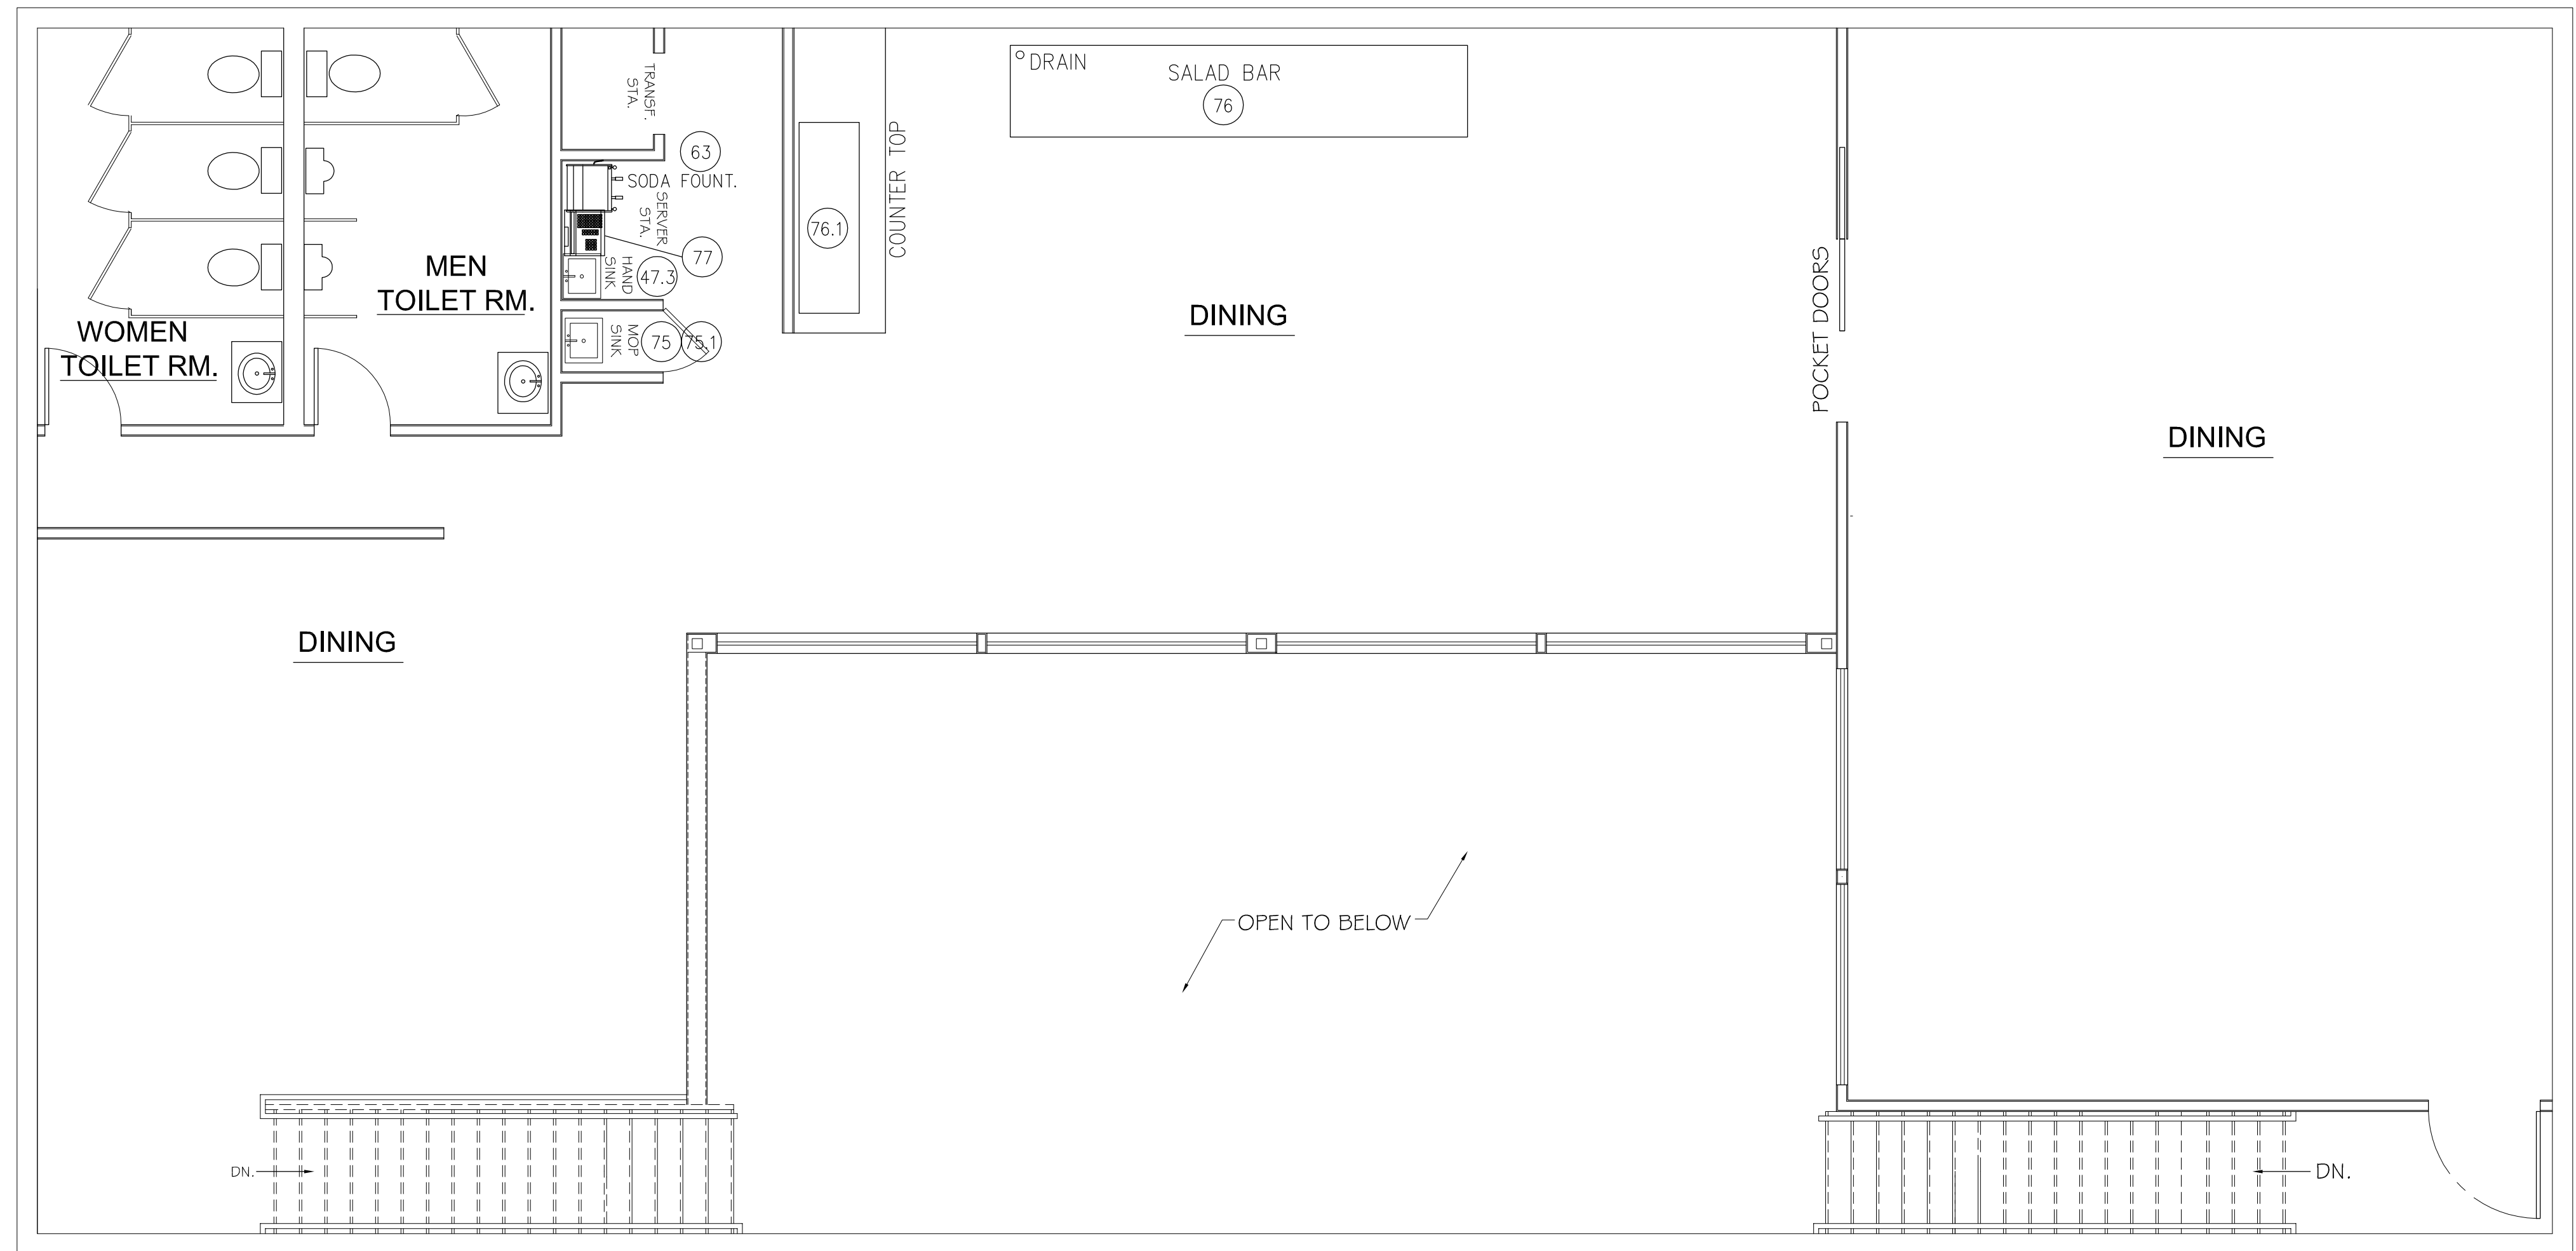 DRAIN
SALAD BAR
76
TRANSF.
STA.
63
SODA FOUNT.
SERVER
STA.
77
HAND
SINK
47.3
MOP
SINK
75
75.1
76.1
COUNTER TOP
MEN
TOILET RM.
WOMEN
TOILET RM.
DINING
POCKET DOORS
DINING
DINING
OPEN TO BELOW
DN.
DN.